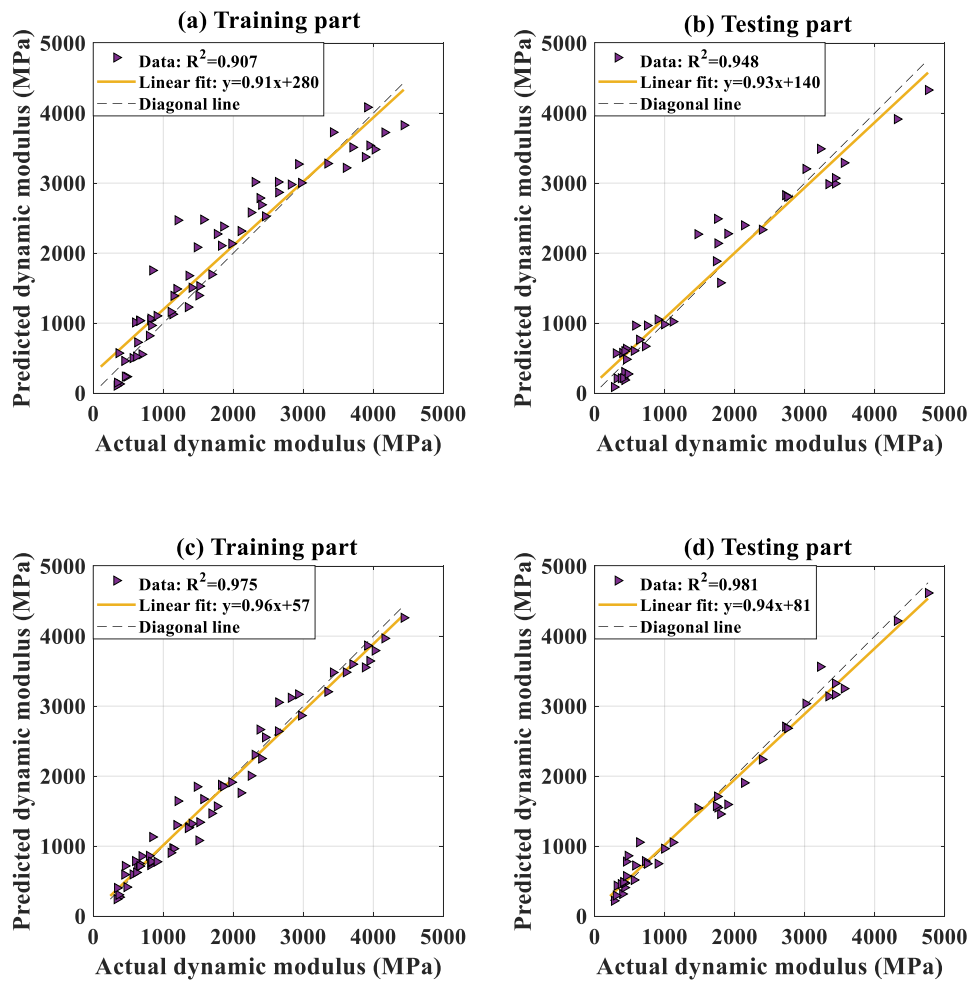 (a) Training part
Predicted dynamic modulus (MPa)
5000
4000
3000
2000
1000
0
Data: R²=0.907
Linear fit: y=0.91x+280
Diagonal line
0 1000 2000 3000 4000 5000
Actual dynamic modulus (MPa)
(b) Testing part
Predicted dynamic modulus (MPa)
5000
4000
3000
2000
1000
0
Data: R²=0.948
Linear fit: y=0.93x+140
Diagonal line
0 1000 2000 3000 4000 5000
Actual dynamic modulus (MPa)
(c) Training part
Predicted dynamic modulus (MPa)
5000
4000
3000
2000
1000
0
Data: R²=0.975
Linear fit: y=0.96x+57
Diagonal line
0 1000 2000 3000 4000 5000
Actual dynamic modulus (MPa)
(d) Testing part
Predicted dynamic modulus (MPa)
5000
4000
3000
2000
1000
0
Data: R²=0.981
Linear fit: y=0.94x+81
Diagonal line
0 1000 2000 3000 4000 5000
Actual dynamic modulus (MPa)